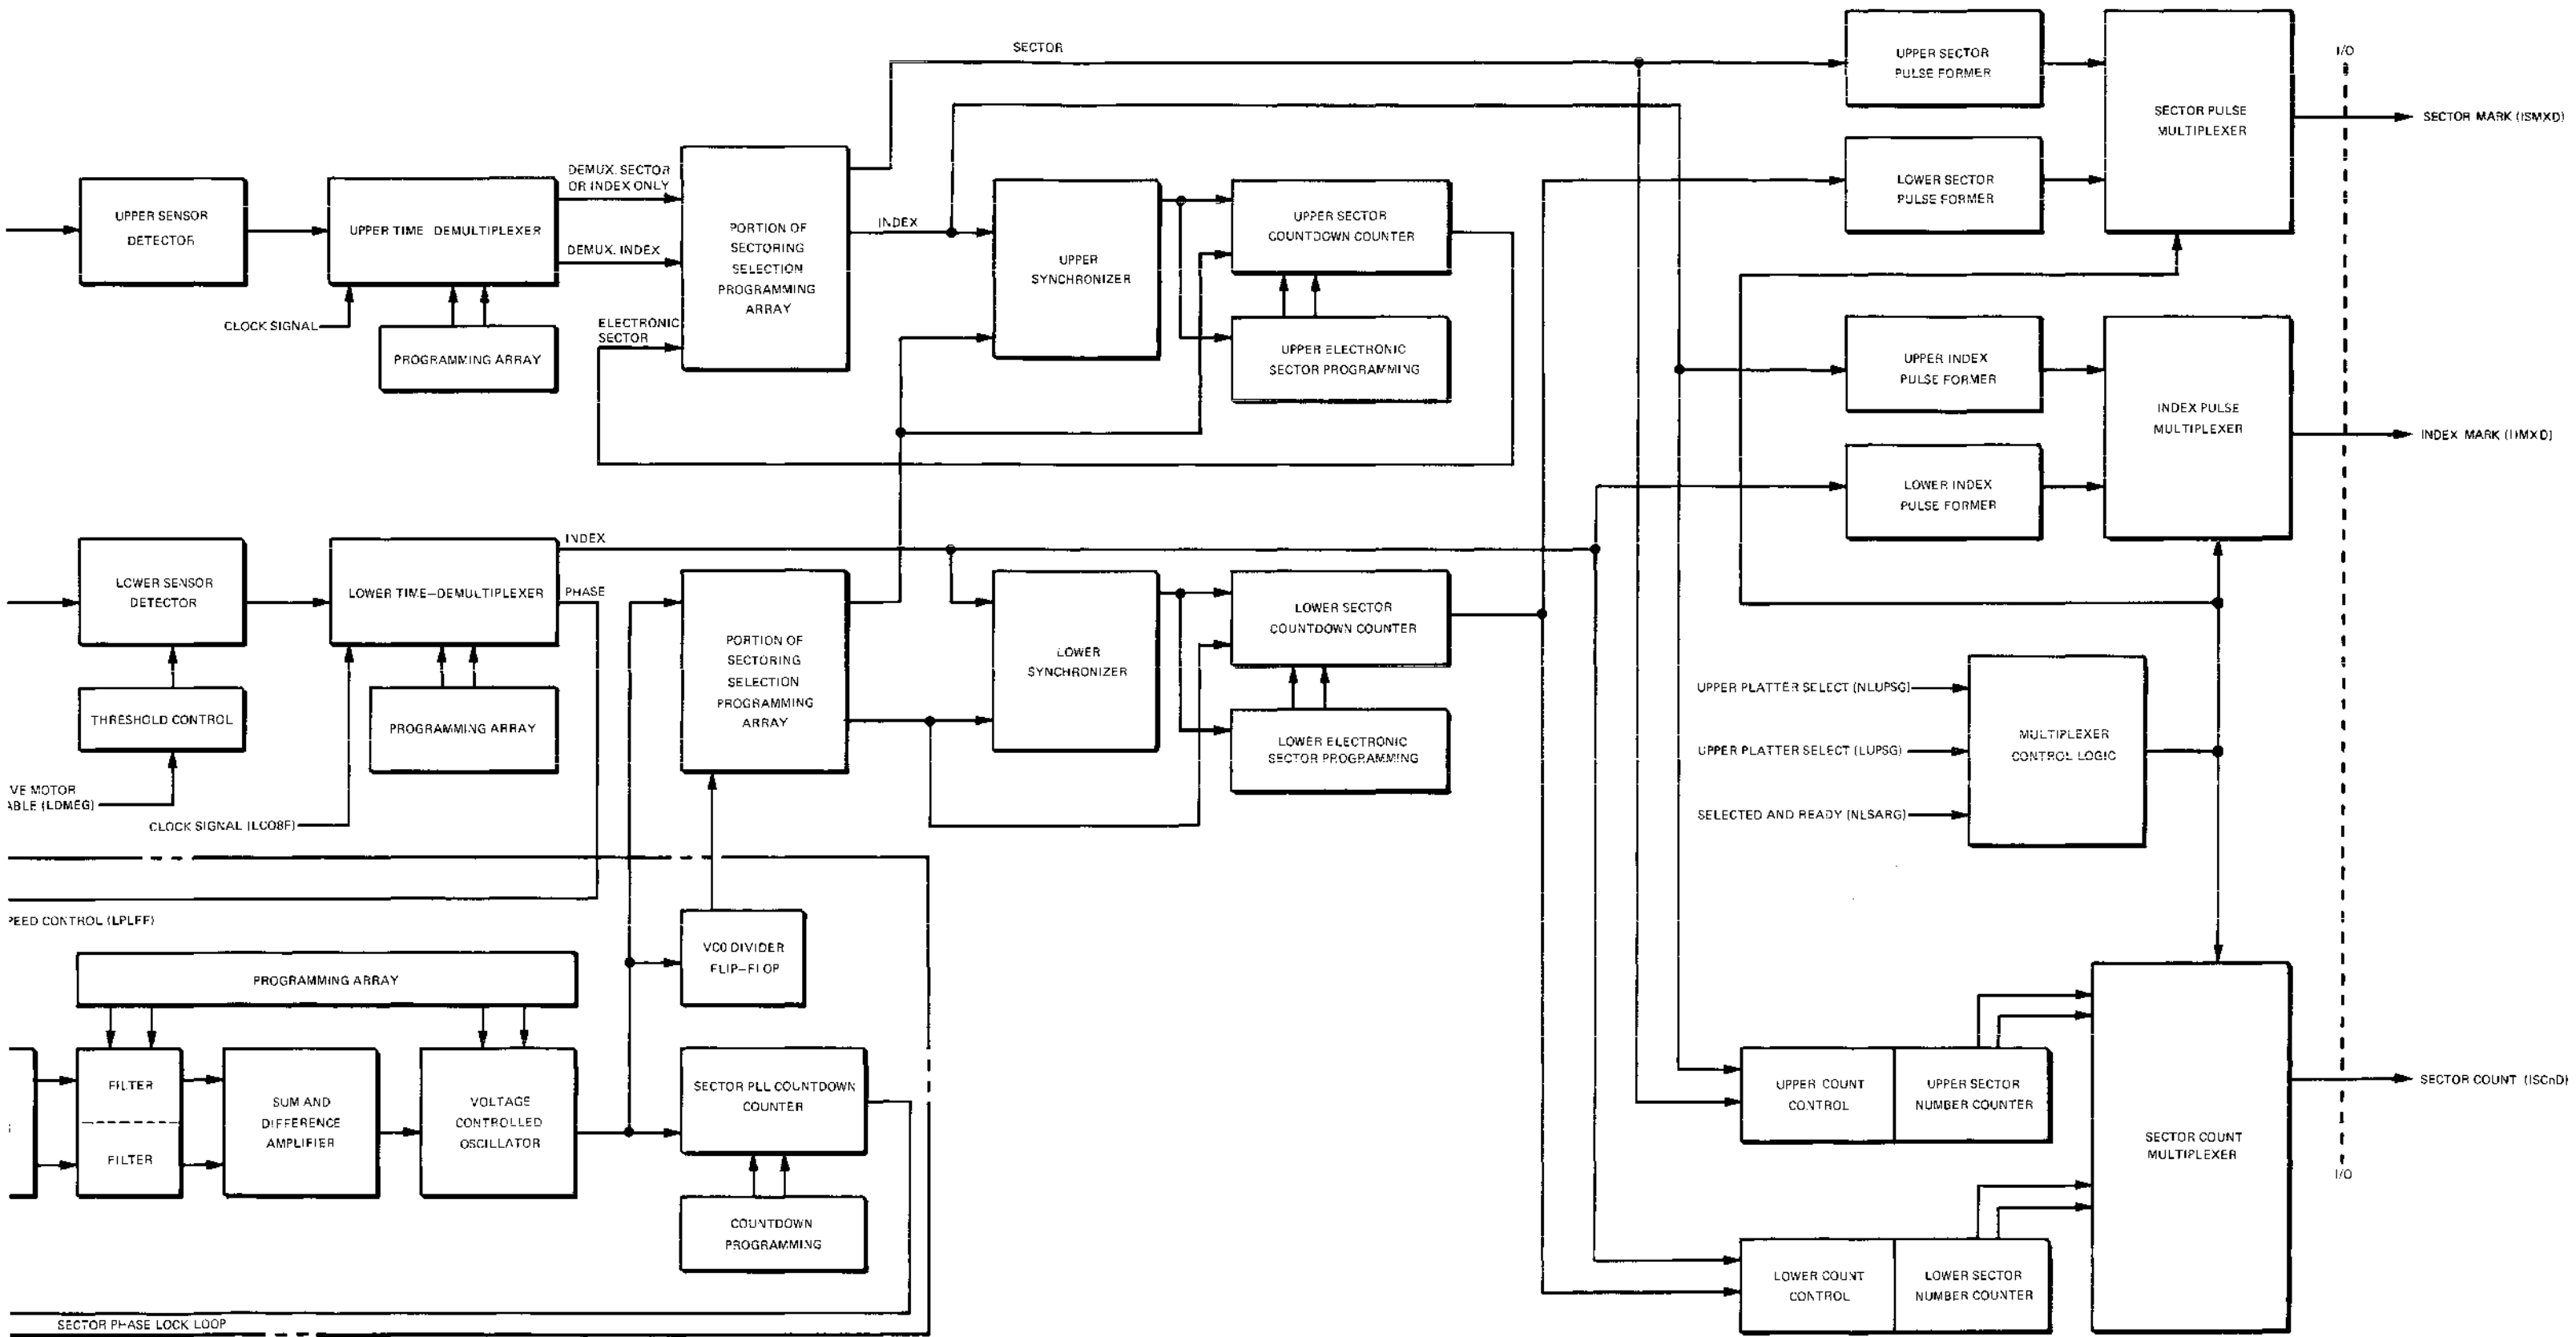 SECTOR
I/O
UPPER SECTOR
PULSE FORMER
SECTOR PULSE
MULTIPLEXER
SECTOR MARK (ISMXD)
LOWER SECTOR
PULSE FORMER
DEMUX. SECTOR
OR INDEX ONLY
UPPER SENSOR
DETECTOR
UPPER TIME-DEMULTIPLEXER
DEMUX. INDEX
CLOCK SIGNAL
PROGRAMMING ARRAY
ELECTRONIC
SECTOR
PORTION OF
SECTORING
SELECTION
PROGRAMMING
ARRAY
INDEX
UPPER
SYNCHRONIZER
UPPER SECTOR
COUNTDOWN COUNTER
UPPER ELECTRONIC
SECTOR PROGRAMMING
UPPER INDEX
PULSE FORMER
INDEX PULSE
MULTIPLEXER
INDEX MARK (IIMXD)
LOWER INDEX
PULSE FORMER
LOWER SENSOR
DETECTOR
LOWER TIME-DEMULTIPLEXER
INDEX
PHASE
THRESHOLD CONTROL
PROGRAMMING ARRAY
VE MOTOR
ABLE (LDMEG)
CLOCK SIGNAL (LC08F)
PORTION OF
SECTORING
SELECTION
PROGRAMMING
ARRAY
LOWER
SYNCHRONIZER
LOWER SECTOR
COUNTDOWN COUNTER
LOWER ELECTRONIC
SECTOR PROGRAMMING
UPPER PLATTER SELECT (NLUPSG)
UPPER PLATTER SELECT (LUPSG)
SELECTED AND READY (NLSARG)
MULTIPLEXER
CONTROL LOGIC
PEED CONTROL (LPLFF)
PROGRAMMING ARRAY
VCO DIVIDER
FLIP-FLOP
FILTER
FILTER
SUM AND
DIFFERENCE
AMPLIFIER
VOLTAGE
CONTROLLED
OSCILLATOR
SECTOR PLL COUNTDOWN
COUNTER
COUNTDOWN
PROGRAMMING
UPPER COUNT
CONTROL
UPPER SECTOR
NUMBER COUNTER
SECTOR COUNT
MULTIPLEXER
SECTOR COUNT (ISCnD)
I/O
LOWER COUNT
CONTROL
LOWER SECTOR
NUMBER COUNTER
SECTOR PHASE LOCK LOOP